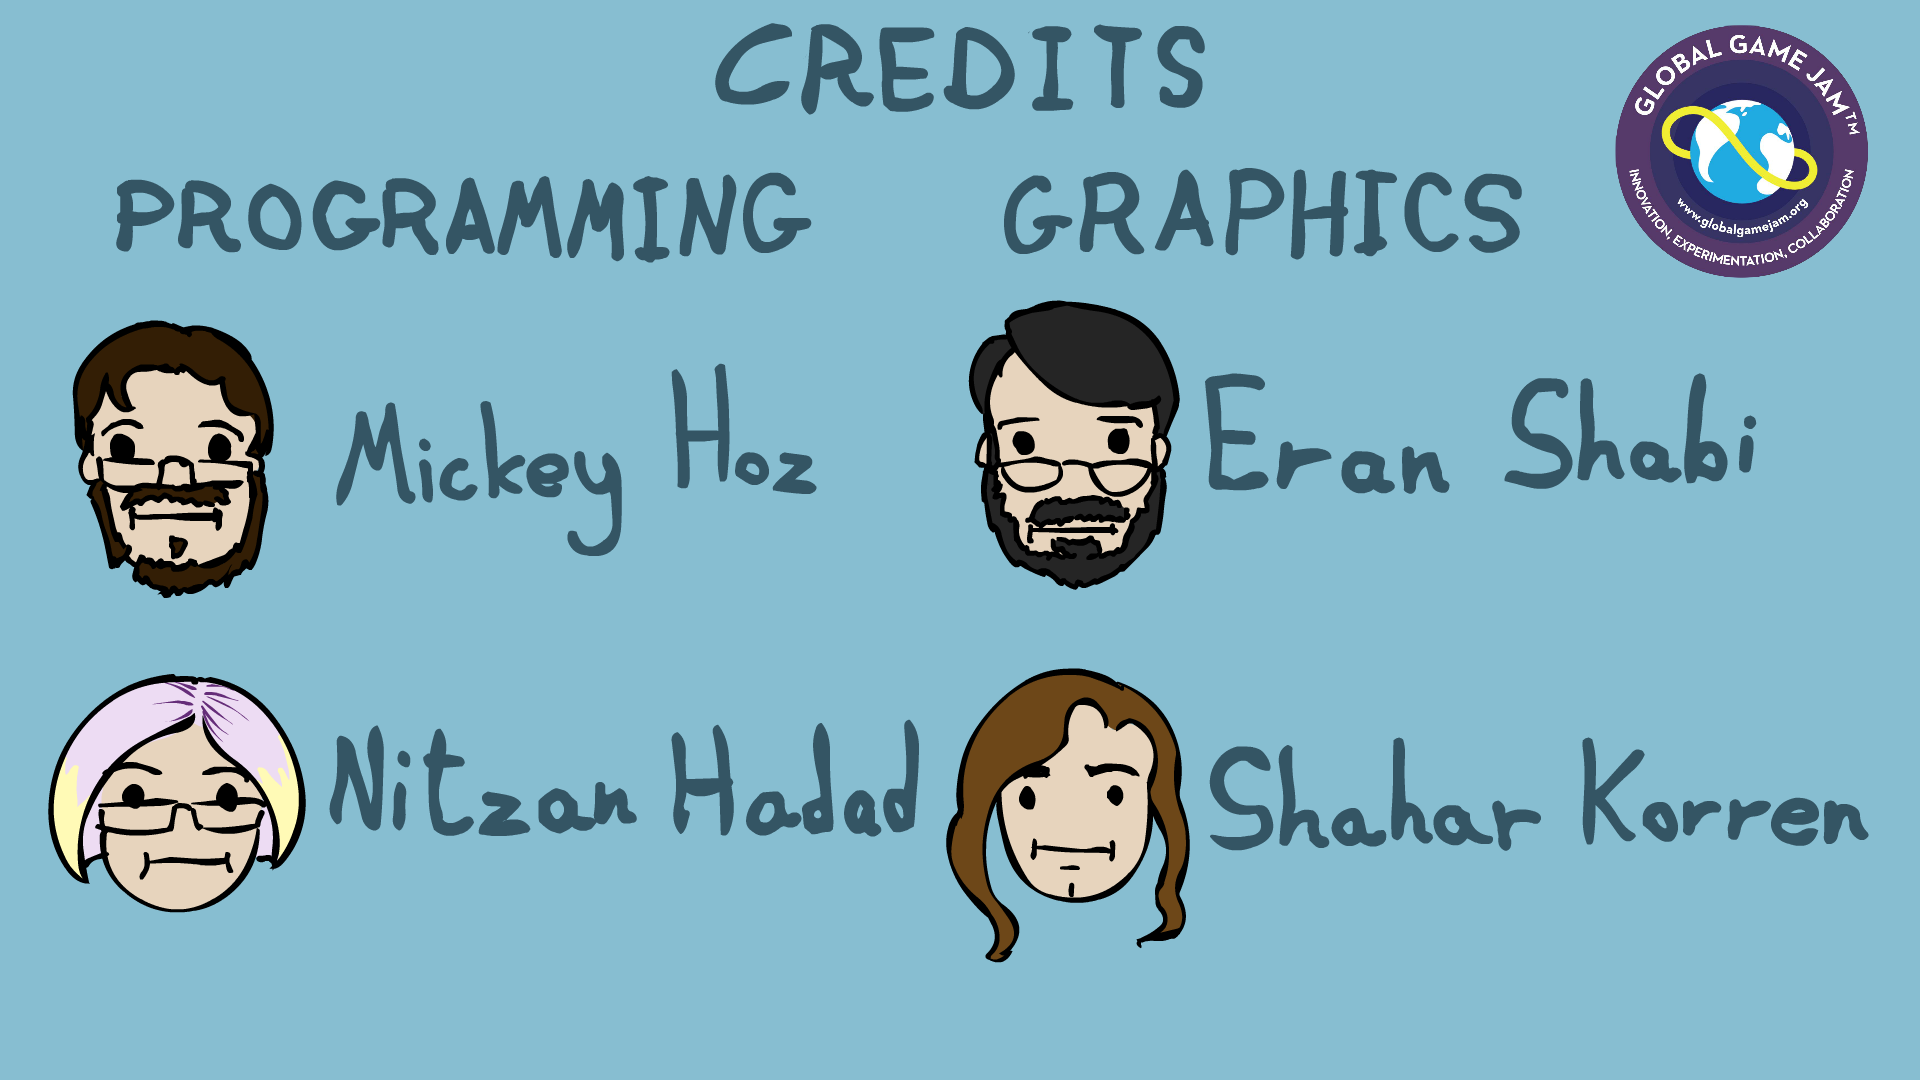 CREDITS
GLOBAL GAME JAM™
www.globalgamejam.org
INNOVATION, EXPERIMENTATION, COLLABORATION
PROGRAMMING
Mickey Hoz
Nitzan Hadad
GRAPHICS
Eran Shabi
Shahar Korren